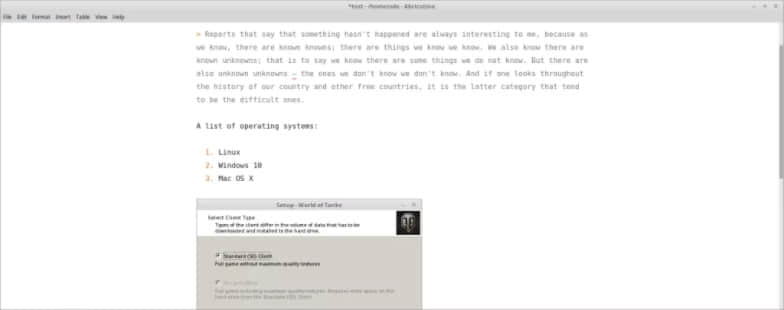 File Edit Format Insert Table View Help
> Reports that say that something hasn't happened are always interesting to me, because as
we know, there are known knowns; there are things we know we know. We also know there are
known unknowns; that is to say we know there are some things we do not know. But there are
also unknown unknowns – the ones we don't know we don't know. And if one looks throughout
the history of our country and other free countries, it is the latter category that tend
to be the difficult ones.
A list of operating systems:
1. Linux
2. Windows 10
3. Mac OS X
Setup - World of Tanks
Select Client Type
Types of the client differ in the volume of data that has to be
downloaded and installed to the hard drive.
Standard (SD) Client
Full game without maximum quality textures
Full game including maximum quality textures. Requires more space on the
hard drive than the Standard (SD) Client